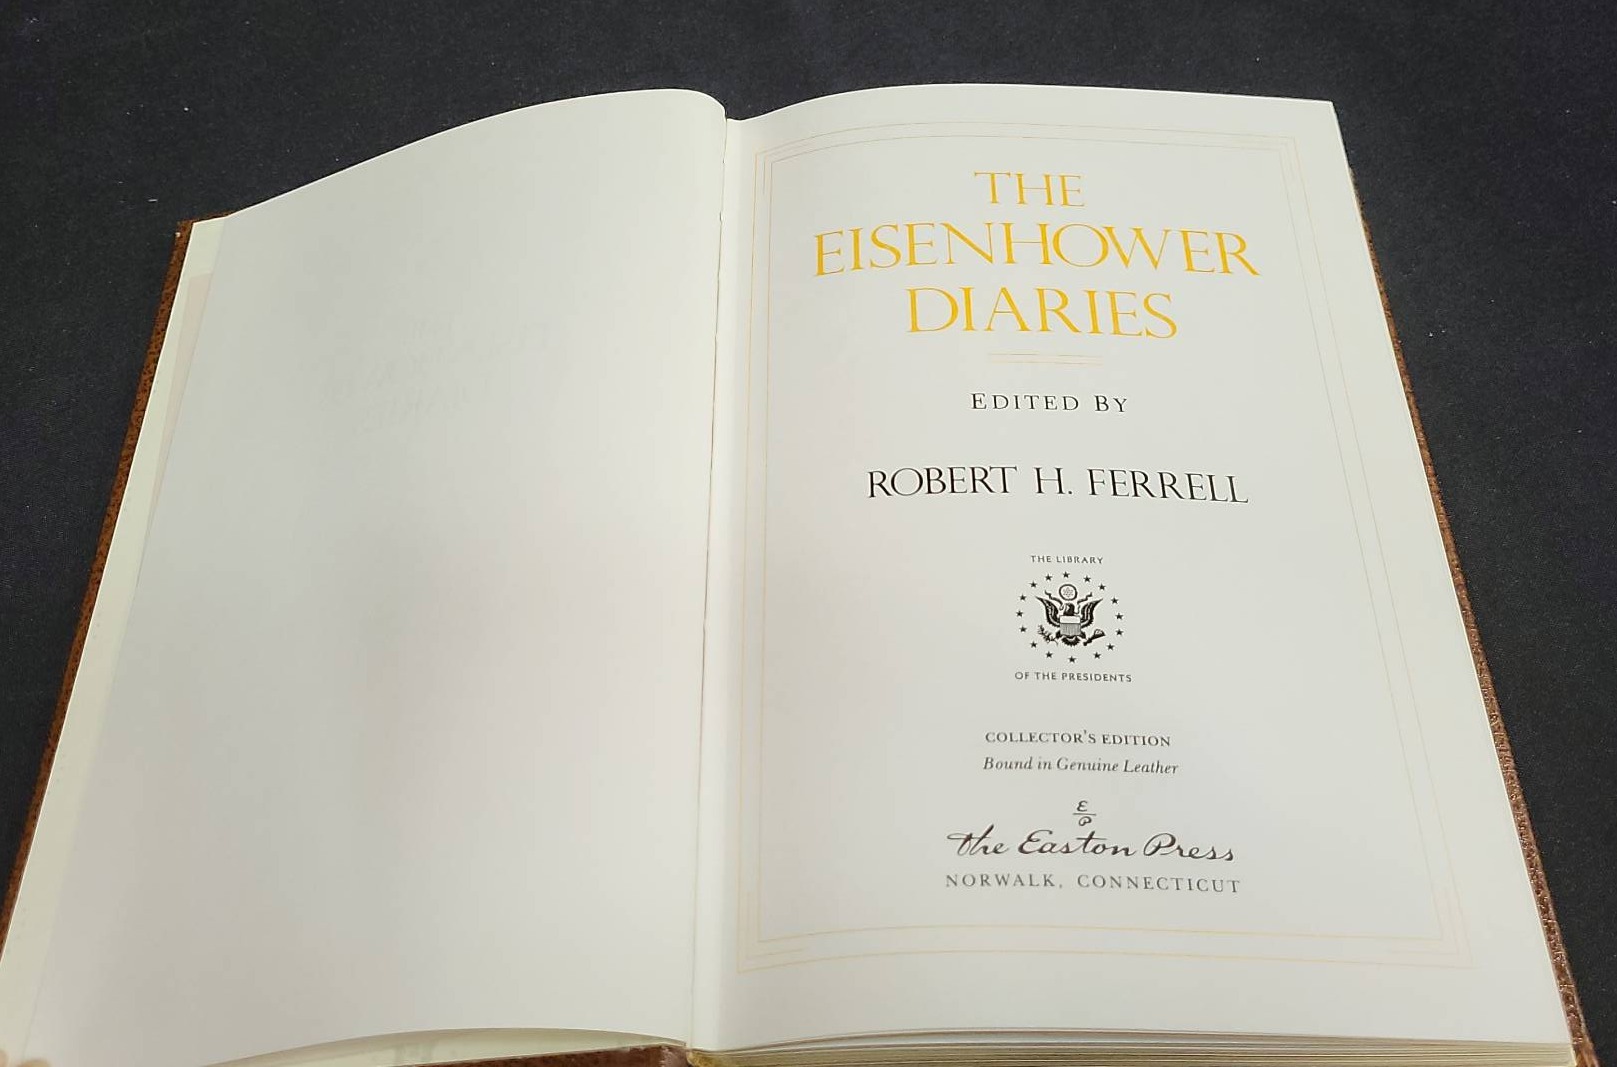 THE
EISENHOWER
DIARIES
EDITED BY
ROBERT H. FERRELL
THE LIBRARY
OF THE PRESIDENTS
COLLECTOR'S EDITION
Bound in Genuine Leather
E
P
The Easton Press
NORWALK, CONNECTICUT